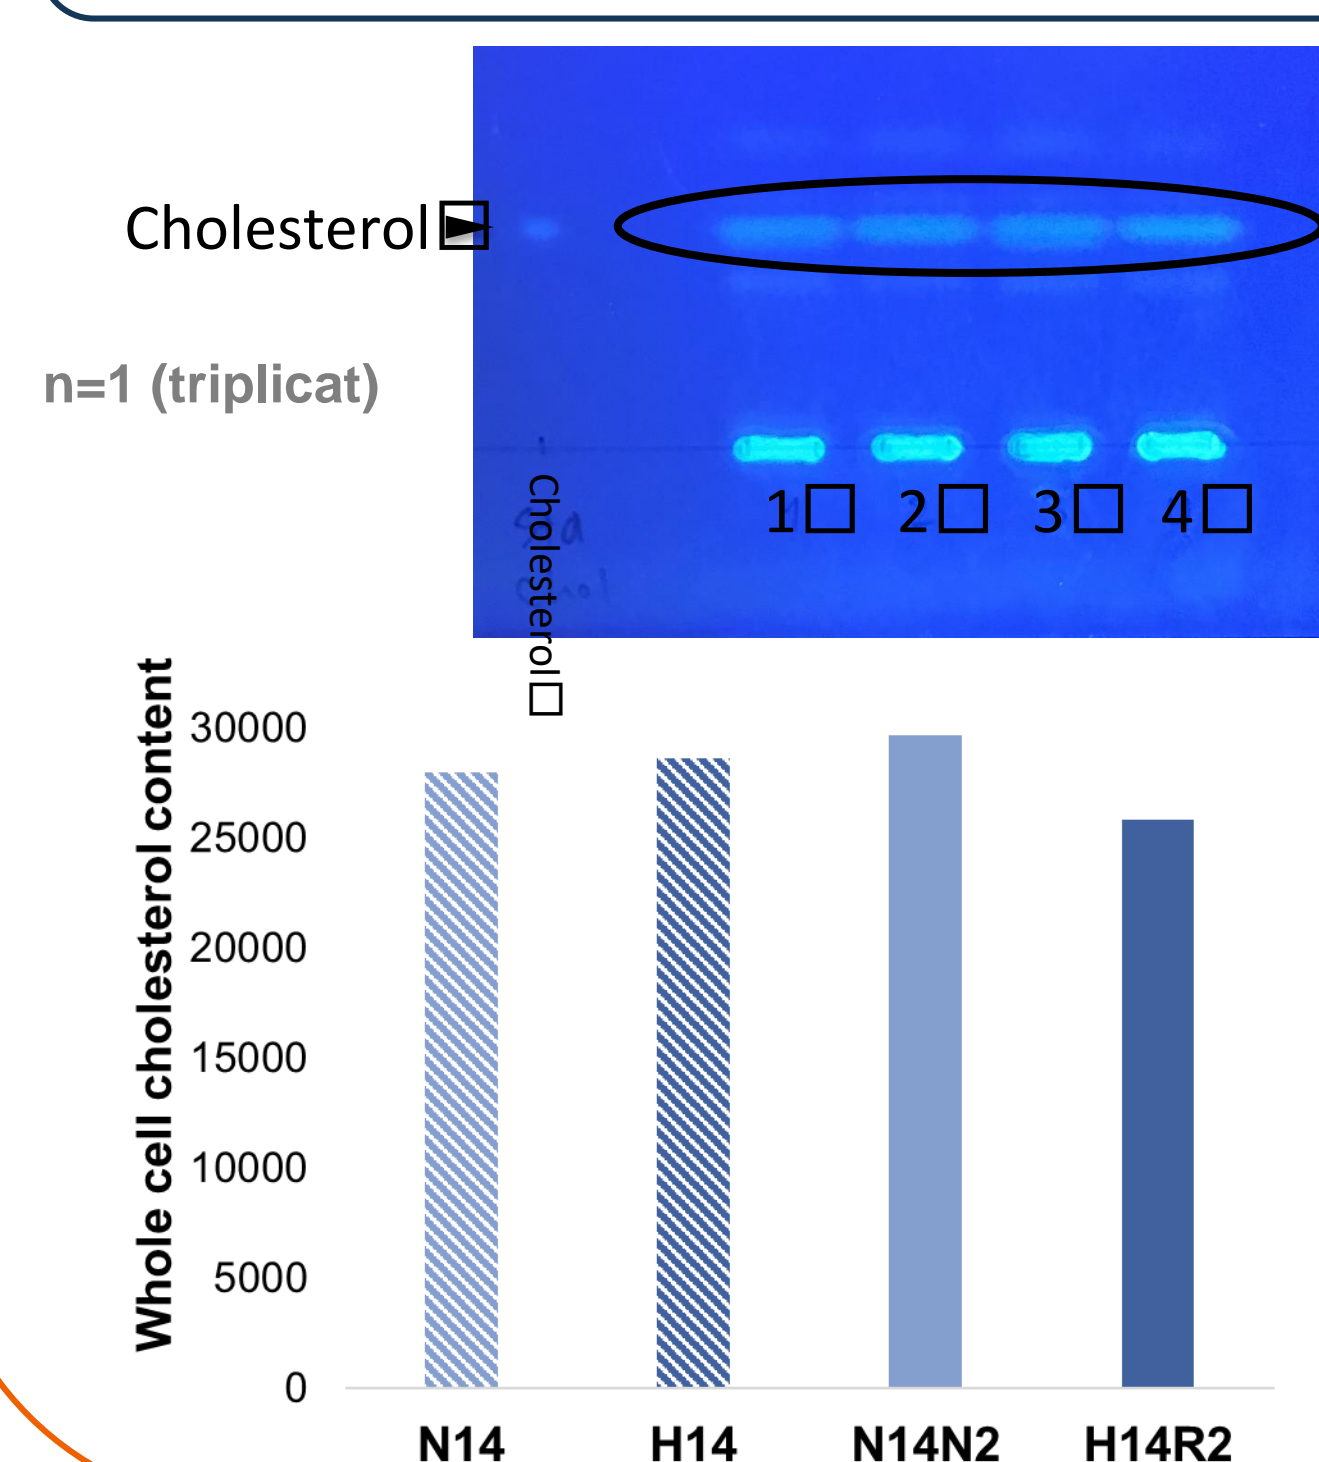 Cholesterol
n=1 (triplicat)
1 2 3 4
Cholesterol
Whole cell cholesterol content
30000
25000
20000
15000
10000
5000
0
N14 H14 N14N2 H14R2